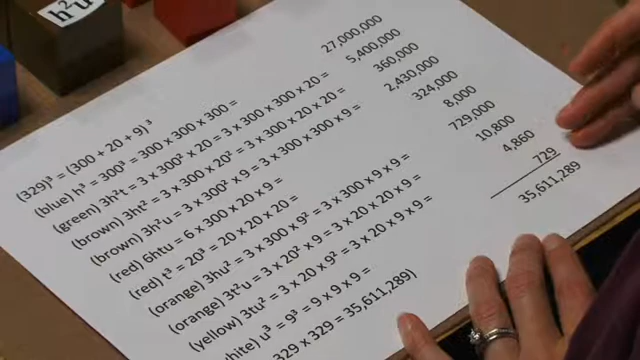 h²u
(329)³ = (300 + 20 + 9)³
(blue) h³ = 300³ = 300 x 300 x 300 = 27,000,000
(green) 3h²t = 3 x 300² x 20 = 3 x 300 x 300 x 20 = 5,400,000
(brown) 3ht² = 3 x 300 x 20² = 3 x 300 x 20 x 20 = 360,000
(brown) 3h²u = 3 x 300² x 9 = 3 x 300 x 300 x 9 = 2,430,000
(red) 6htu = 6 x 300 x 20 x 9 = 324,000
(red) t³ = 20³ = 20 x 20 x 20 = 8,000
(orange) 3hu² = 3 x 300 x 9² = 3 x 300 x 9 x 9 = 729,000
(orange) 3t²u = 3 x 20² x 9 = 3 x 20 x 20 x 9 = 10,800
(yellow) 3tu² = 3 x 20 x 9² = 3 x 20 x 9 x 9 = 4,860
white) u³ = 9³ = 9 x 9 x 9 = 729
329 x 329 = 35,611,289) 35,611,289